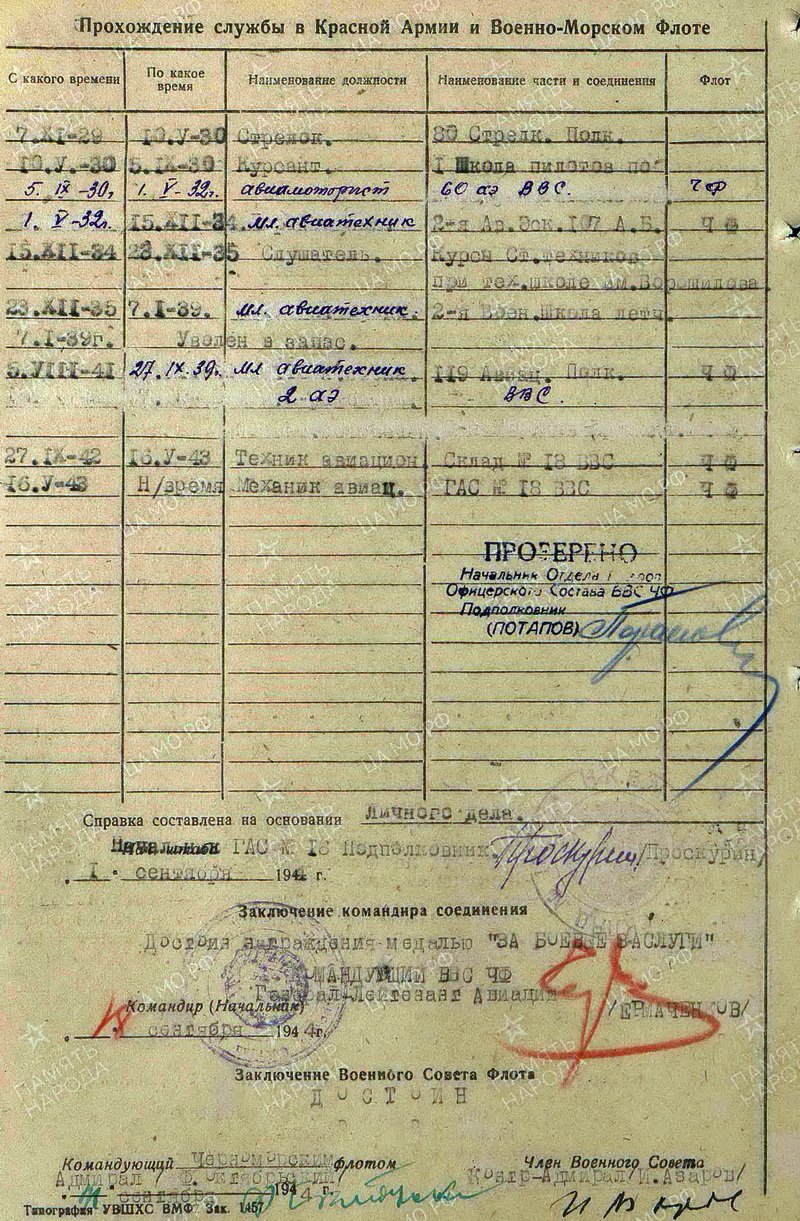 Прохождение службы в Красной Армии и Военно-Морском Флоте
С какого времени По какое время Наименование должности Наименование части и соединения Флот
7.XI-29 10.V-30 Стрелок. 80 Стрелк. Полк.
10.V.-30 5.IX-30 Курсант. I Школа пилотов
5. IX-30г. 1. V-32г. авиамоторист 60 аэ ВВС. ЧФ
1. V-32г. 15.XII-34. мл. авиатехник 2-я Ав.Эск.107 А.Б. ЧФ
15.XII-34 23.XII-35 Слушатель. Курсы Ст.техников
при тех.школе им.Ворошилова
23.XII-35 7.I-39. мл. авиатехник. 2-я Воен.Школа летч.
7.I-39г. Уволен в запас.
5.VIII-41 27.IX.39г. мл авиатехник. 119 Авиац. Полк. ЧФ
2 аэ ВВС.
27.IX-42 16.V-43 Техник авиацион Склад № 18 ВВС ЧФ
16.V-43 Н/время Механик авиац. ГАС № 18 ВВС ЧФ
ПРОВЕРЕНО
Начальник Отдела
Офицерского Состава ВВС ЧФ
Подполковник
(ПОТАПОВ)
Справка составлена на основании Личного дела.
Начальник ГАС № 18 Подполковник /Проскурин/
„ I " сентября 1944 г.
Заключение командира соединения
Достоин награждения медалью "ЗА БОЕВЫЕ ЗАСЛУГИ"
КОМАНДУЮЩИЙ ВВС ЧФ
Генерал-Лейтенант Авиации
Командир (Начальник) /ЕРМАЧЕНКОВ/
сентября 1944г.
Заключение Военного Совета Флота
ДОСТОИН
Командующий Черноморским флотом Член Военного Совета
Адмирал /Ф.Октябрьский/ Контр-Адмирал/И.Азаров/
сентября 1944 г.
Типография УВШХС ВМФ Зак. 1457